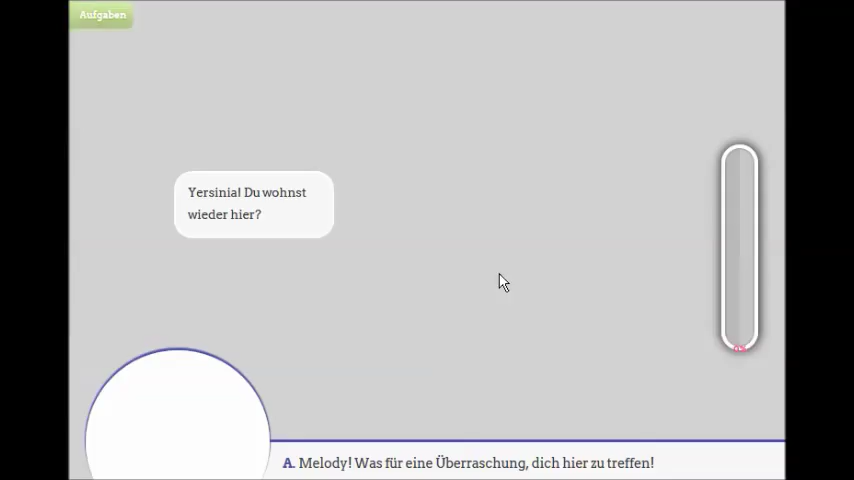 Aufgaben
Yersinia! Du wohnst
wieder hier?
A. Melody! Was für eine Überraschung, dich hier zu treffen!